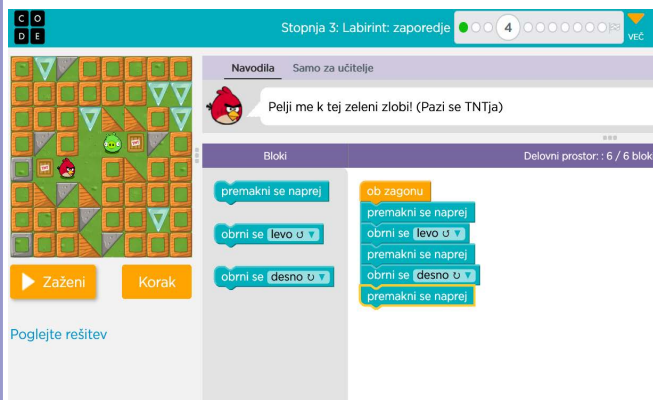 C O
D E
Stopnja 3: Labirint: zaporedje
4
VEČ
Navodila Samo za učitelje
Pelji me k tej zeleni zlobi! (Pazi se TNTja)
Bloki
Delovni prostor: : 6 / 6 blok
premakni se naprej
obrni se levo ↺ ▼
obrni se desno ↻ ▼
ob zagonu
premakni se naprej
obrni se levo ↺ ▼
premakni se naprej
obrni se desno ↻ ▼
premakni se naprej
TNT
TNT
Zaženi
Korak
Poglejte rešitev